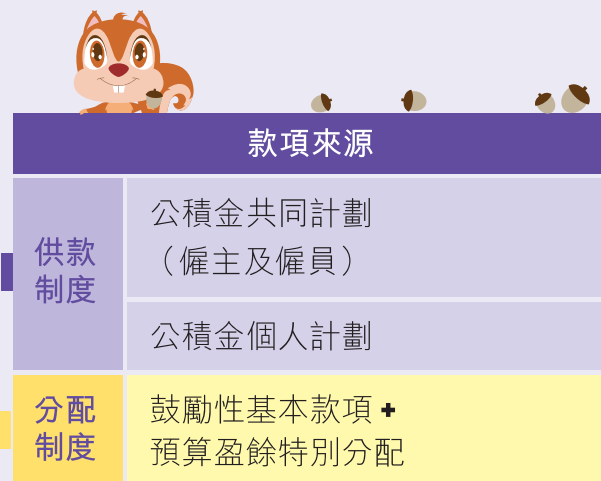 款項來源
供款
制度
公積金共同計劃
（僱主及僱員）
公積金個人計劃
分配
制度
鼓勵性基本款項+
預算盈餘特別分配